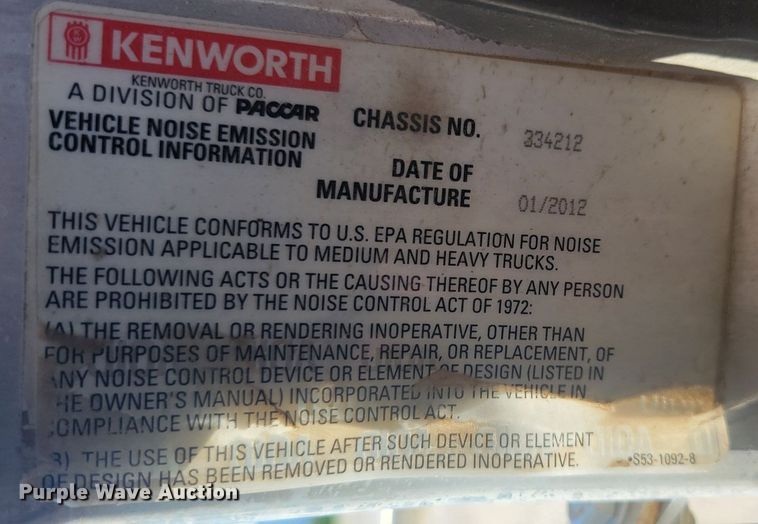 KW
KENWORTH
KENWORTH TRUCK CO.
A DIVISION OF PACCAR
VEHICLE NOISE EMISSION
CONTROL INFORMATION
CHASSIS NO. 334212
DATE OF
MANUFACTURE 01/2012
THIS VEHICLE CONFORMS TO U.S. EPA REGULATION FOR NOISE
EMISSION APPLICABLE TO MEDIUM AND HEAVY TRUCKS.
THE FOLLOWING ACTS OR THE CAUSING THEREOF BY ANY PERSON
ARE PROHIBITED BY THE NOISE CONTROL ACT OF 1972:
(A) THE REMOVAL OR RENDERING INOPERATIVE, OTHER THAN
FOR PURPOSES OF MAINTENANCE, REPAIR, OR REPLACEMENT, OF
ANY NOISE CONTROL DEVICE OR ELEMENT OF DESIGN (LISTED IN
THE OWNER'S MANUAL) INCORPORATED INTO THE VEHICLE IN
COMPLIANCE WITH THE NOISE CONTROL ACT.
B) THE USE OF THIS VEHICLE AFTER SUCH DEVICE OR ELEMENT
OF DESIGN HAS BEEN REMOVED OR RENDERED INOPERATIVE.
•S53-1092-8
Purple Wave Auction